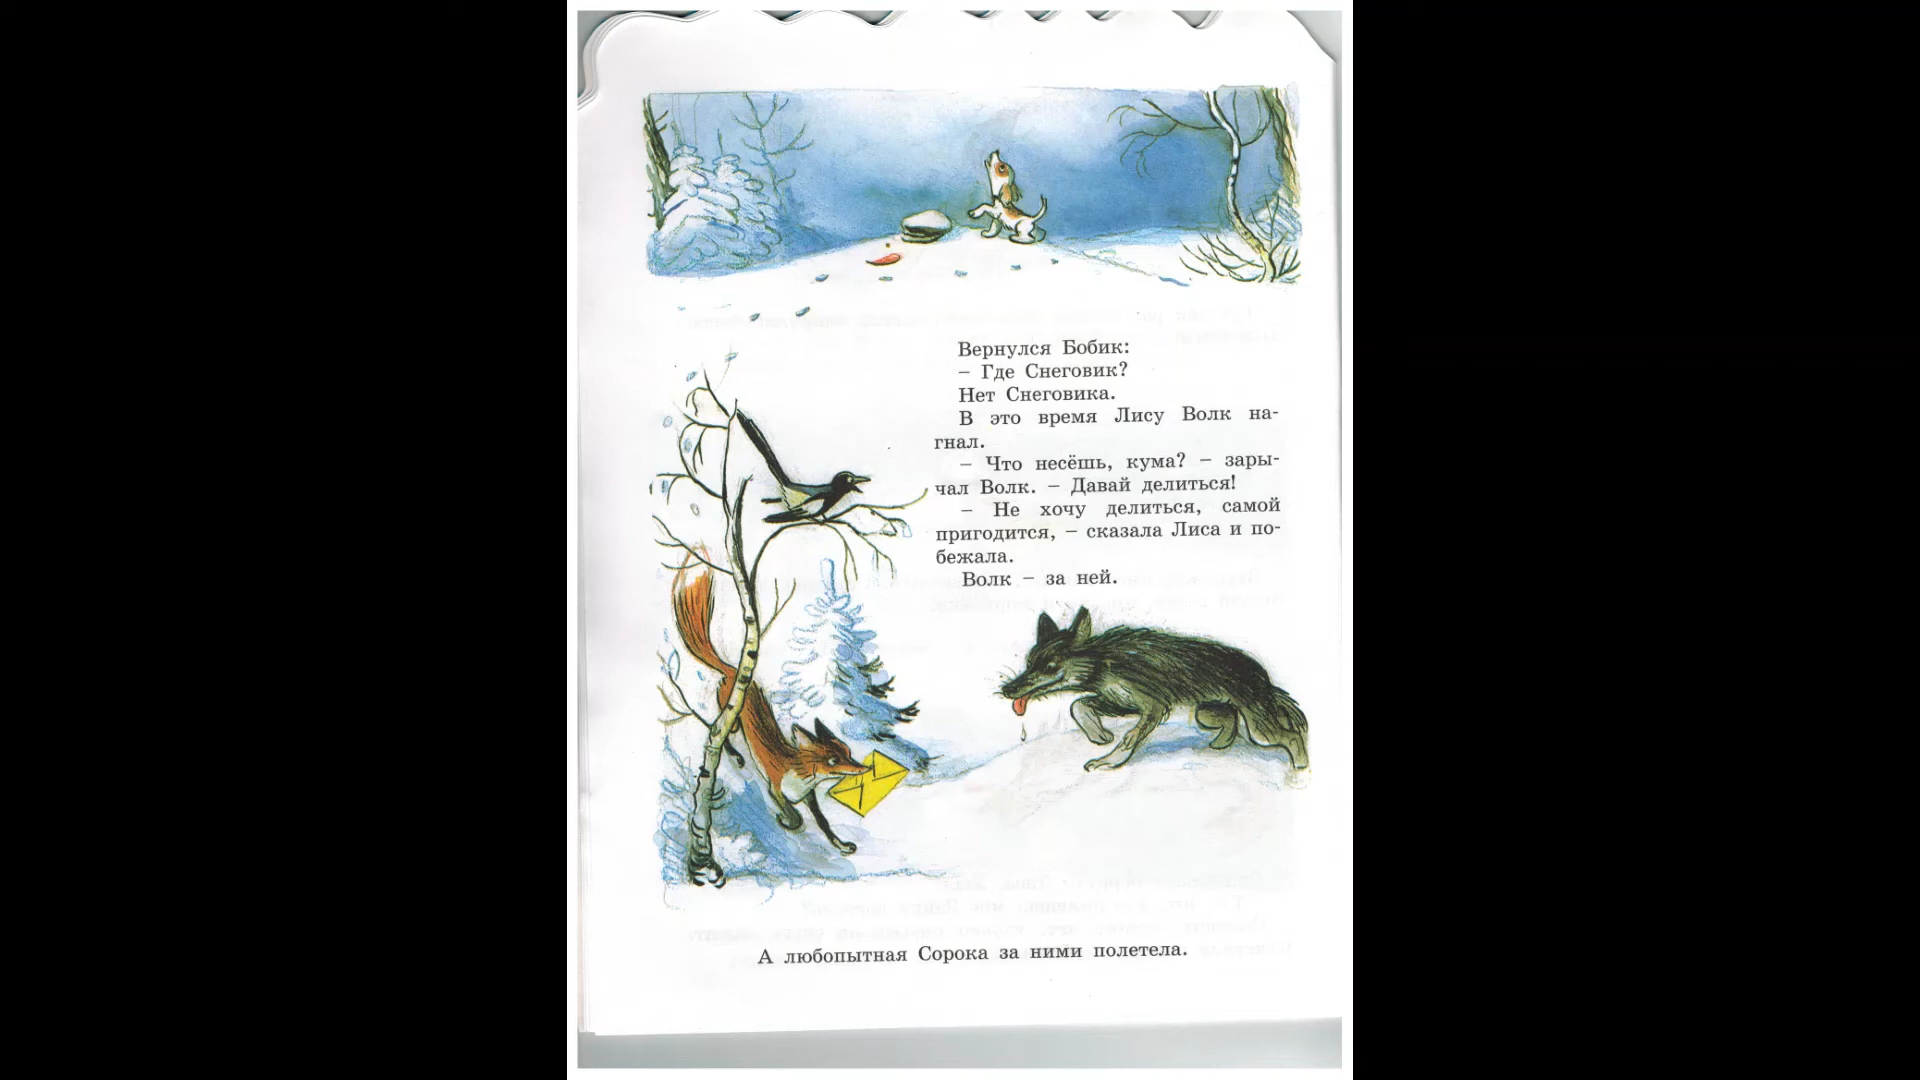 Вернулся Бобик:
– Где Снеговик?
Нет Снеговика.
В это время Лису Волк на-
гнал.
– Что несёшь, кума? – зары-
чал Волк. – Давай делиться!
– Не хочу делиться, самой
пригодится, – сказала Лиса и по-
бежала.
Волк – за ней.
А любопытная Сорока за ними полетела.